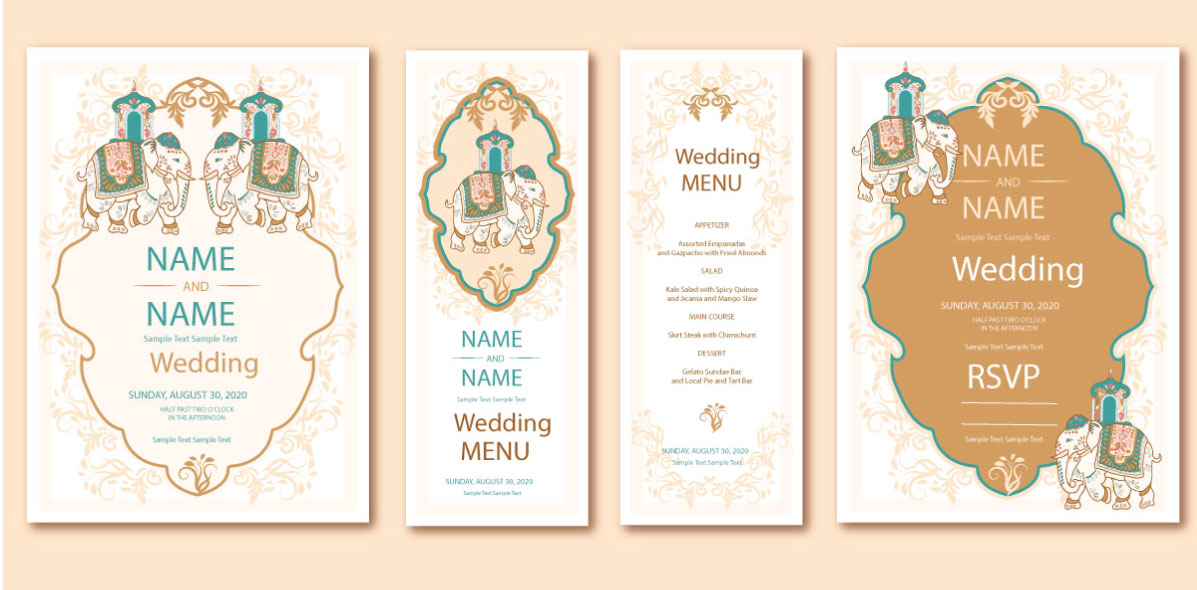 NAME
AND
NAME
Sample Text Sample Text
Wedding
SUNDAY, AUGUST 30, 2020
HALF PAST TWO O'CLOCK
IN THE AFTERNOON
Sample Text Sample Text
NAME
AND
NAME
Sample Text Sample Text
Wedding
MENU
SUNDAY, AUGUST 30, 2020
Sample Text Sample Text
Wedding
MENU
APPETIZER
Assorted Empanadas
and Gazpacho with Fried Almonds
SALAD
Kale Salad with Spicy Quinoa
and Jicama and Mango Slaw
MAIN COURSE
Skirt Steak with Chimichurri
DESSERT
Gelato Sundae Bar
and Local Pie and Tart Bar
SUNDAY, AUGUST 30, 2020
Sample Text Sample Text
NAME
AND
NAME
Sample Text Sample Text
Wedding
SUNDAY, AUGUST 30, 2020
HALF PAST TWO O'CLOCK
IN THE AFTERNOON
Sample Text Sample Text
RSVP
Sample Text Sample Text